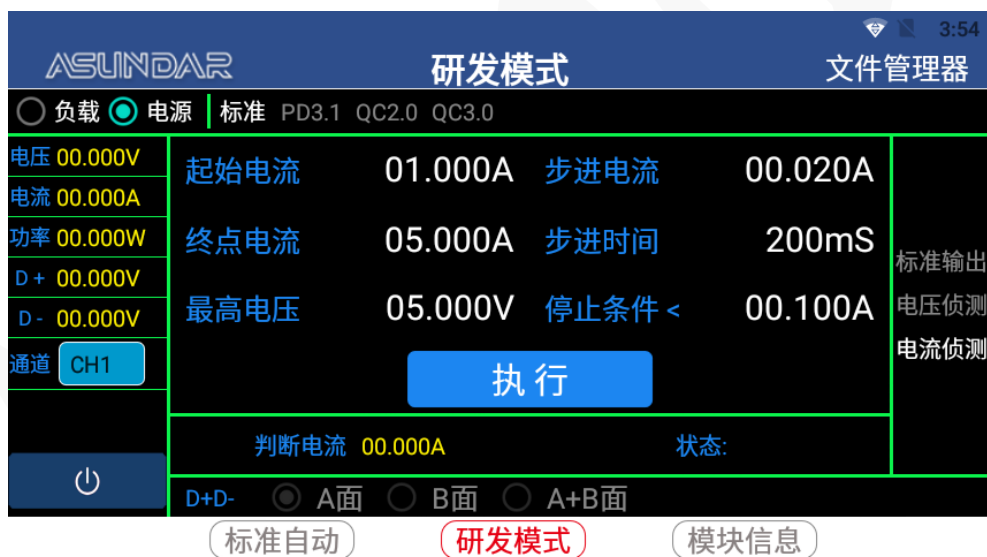 3:54
ASUNDAR 研发模式 文件管理器
负载 电源 标准 PD3.1 QC2.0 QC3.0
电压 00.000V
电流 00.000A
功率 00.000W
D+ 00.000V
D- 00.000V
通道 CH1
起始电流 01.000A 步进电流 00.020A
终点电流 05.000A 步进时间 200mS
最高电压 05.000V 停止条件 < 00.100A
执行
判断电流 00.000A 状态:
D+D- A面 B面 A+B面
标准输出
电压侦测
电流侦测
标准自动 研发模式 模块信息